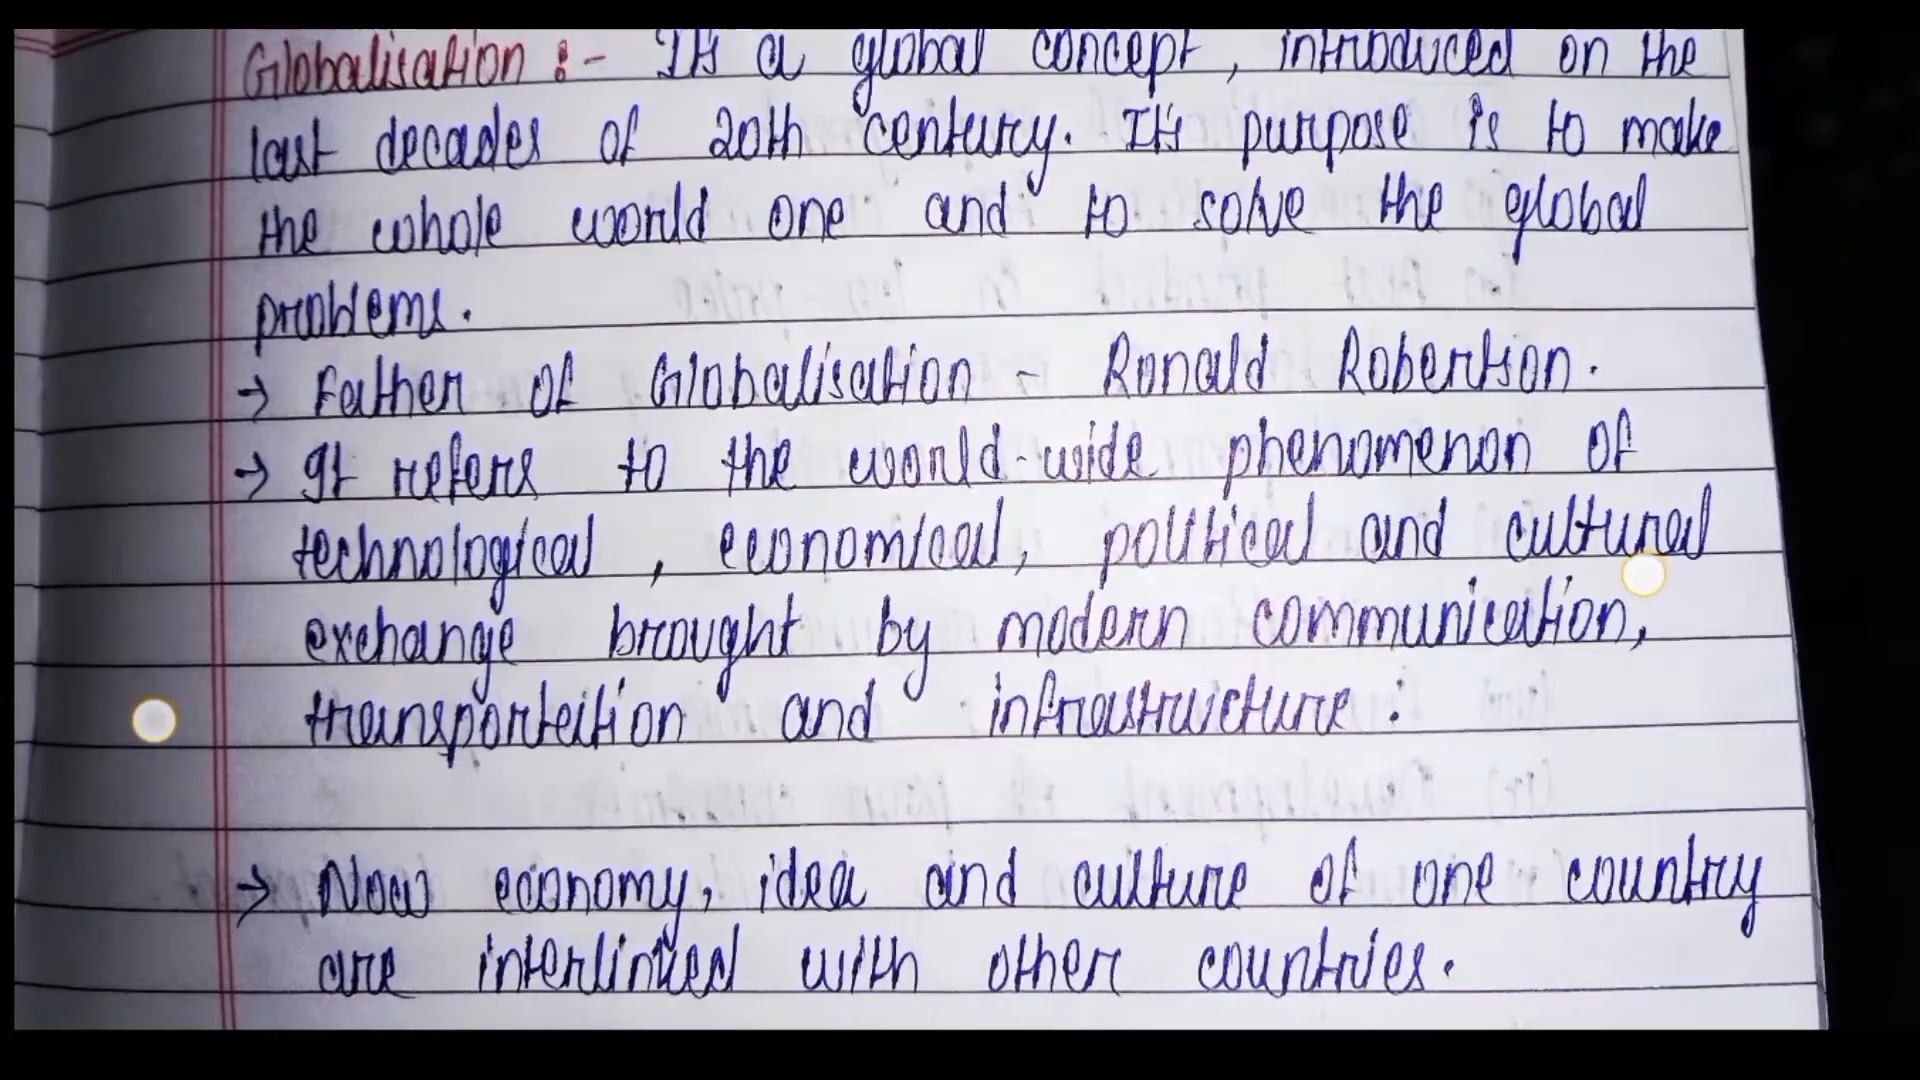 Globalisation :- It's a global concept, introduced on the
last decades of 20th century. It's purpose is to make
the whole world one and to solve the global
problems.
→ Father of Globalisation - Ronald Robertson.
→ It refers to the world-wide phenomenon of
technological, economical, political and cultural
exchange brought by modern communication,
transportation and infrastructure.
→ Now economy, idea and culture of one country
are interlinked with other countries.